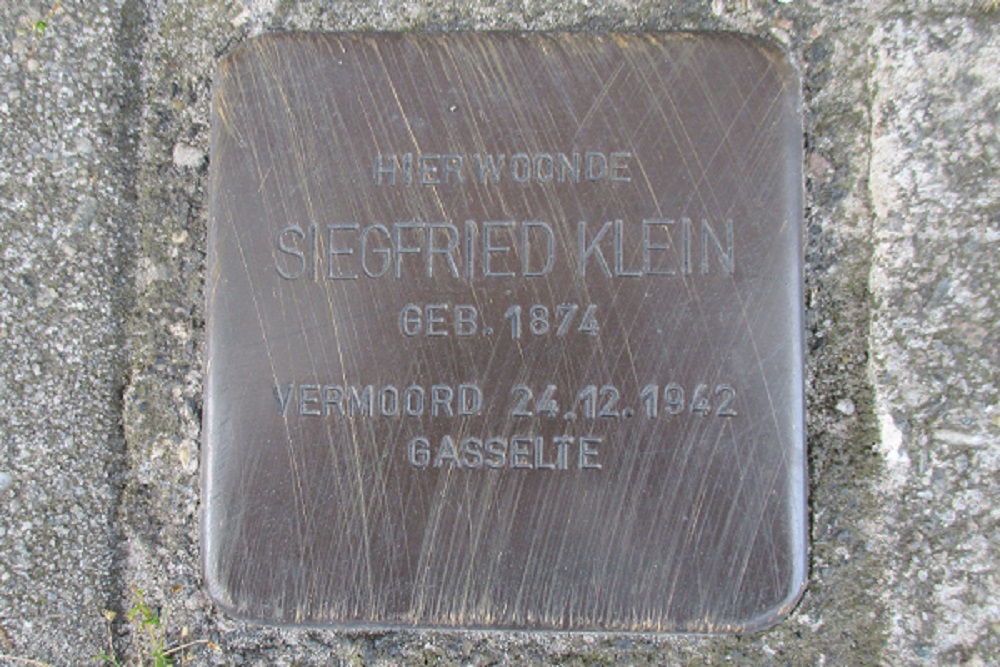 HIER WOONDE
SIEGFRIED KLEIN
GEB. 1874
VERMOORD 24.12.1942
GASSELTE